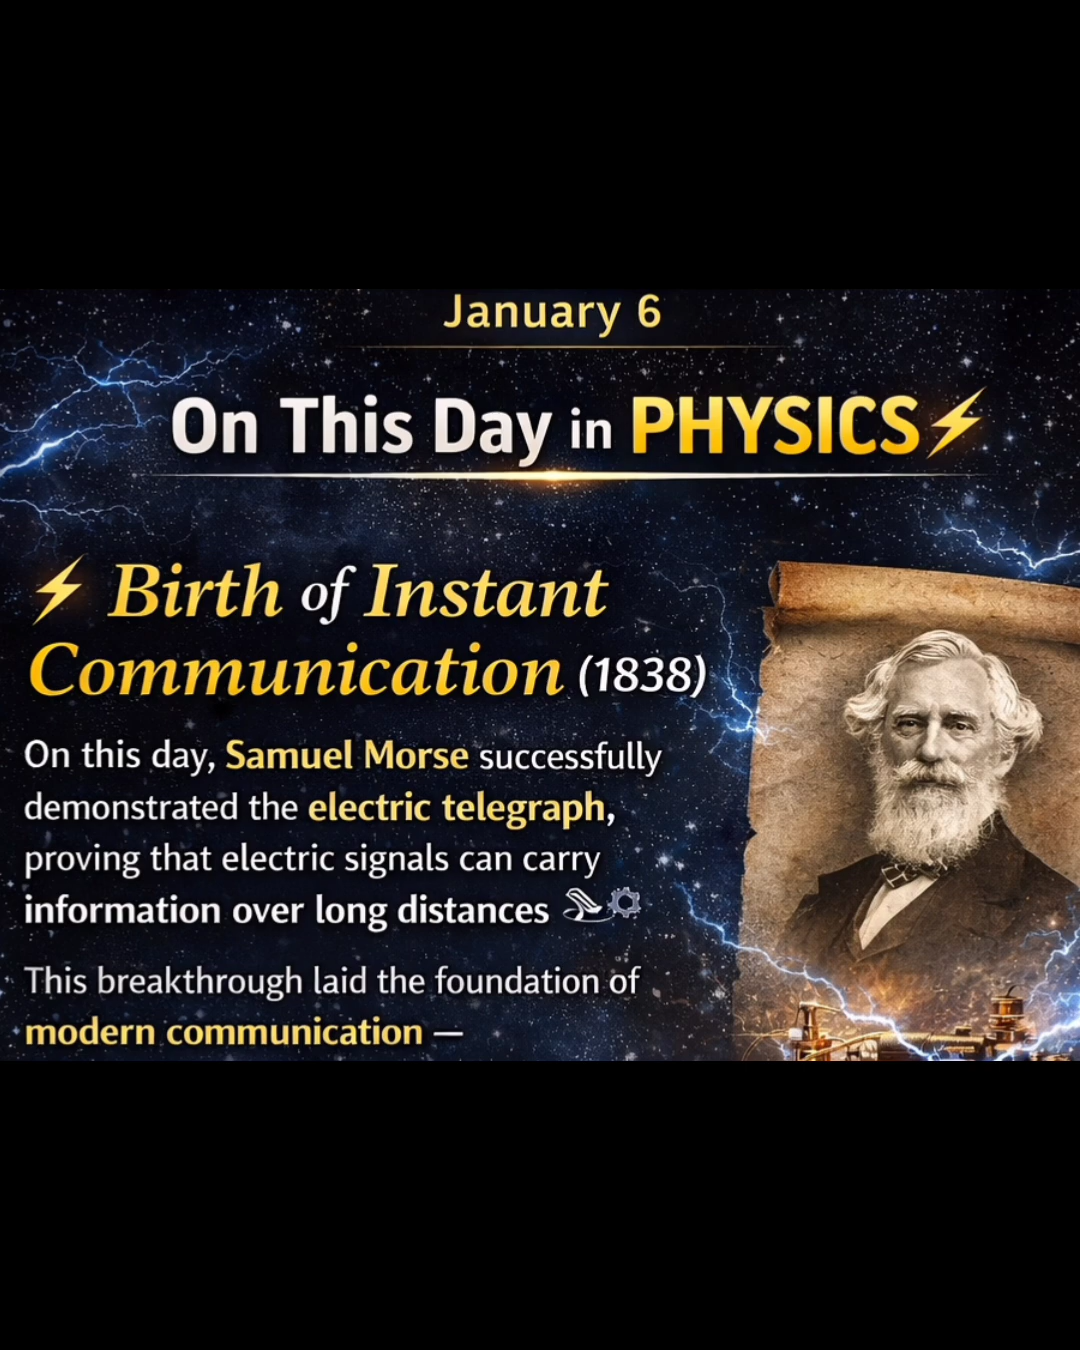 January 6
On This Day in PHYSICS⚡
⚡ Birth of Instant
Communication (1838)
On this day, Samuel Morse successfully
demonstrated the electric telegraph,
proving that electric signals can carry
information over long distances
This breakthrough laid the foundation of
modern communication —